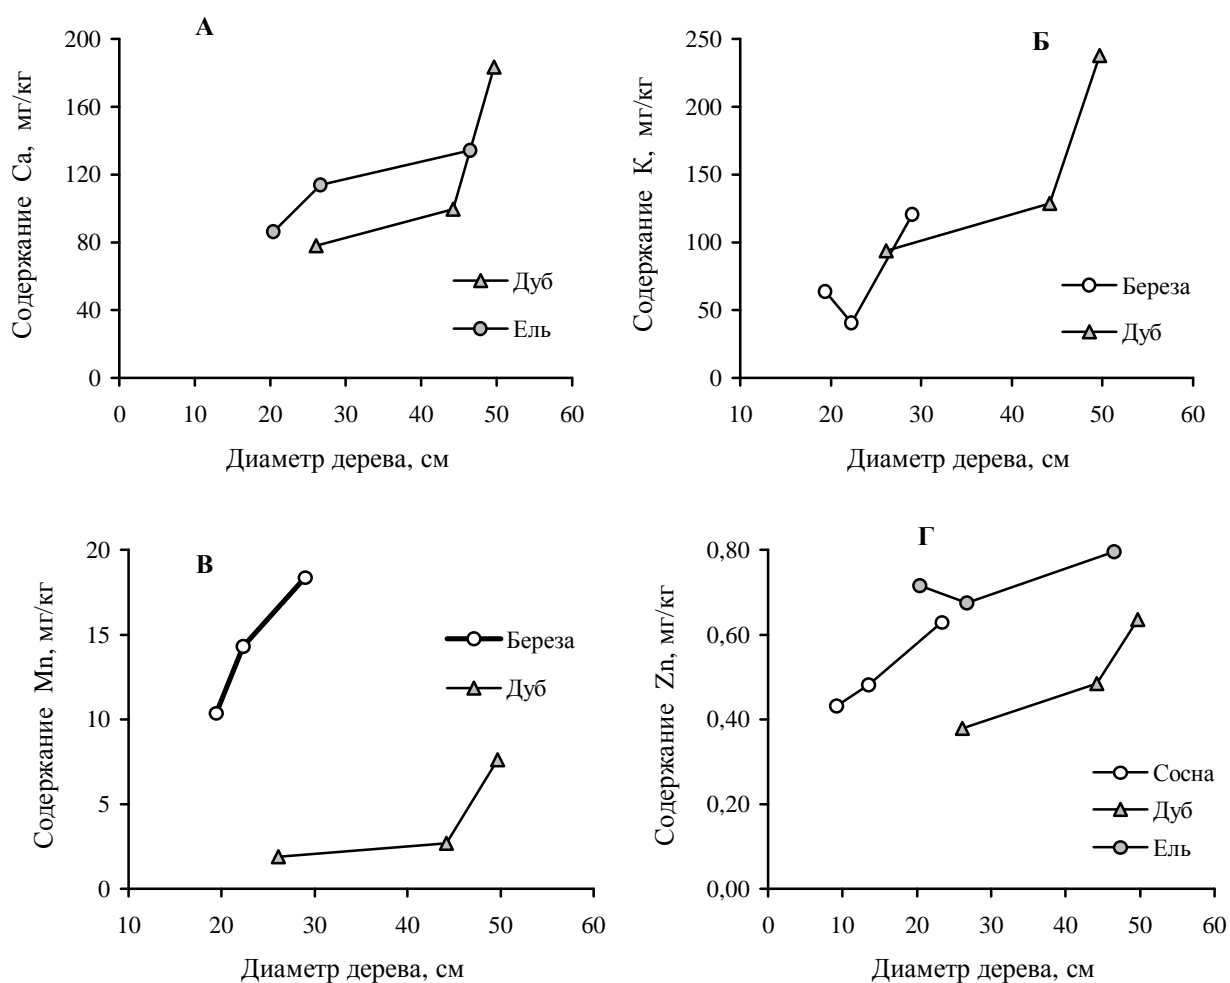 А
Содержание Ca, мг/кг
200
160
120
80
40
0
0 10 20 30 40 50 60
Диаметр дерева, см
Дуб
Ель
Б
Содержание К, мг/кг
250
200
150
100
50
0
10 20 30 40 50 60
Диаметр дерева, см
Береза
Дуб
В
Содержание Mn, мг/кг
20
15
10
5
0
10 20 30 40 50 60
Диаметр дерева, см
Береза
Дуб
Г
Содержание Zn, мг/кг
0,80
0,60
0,40
0,20
0,00
0 10 20 30 40 50 60
Диаметр дерева, см
Сосна
Дуб
Ель